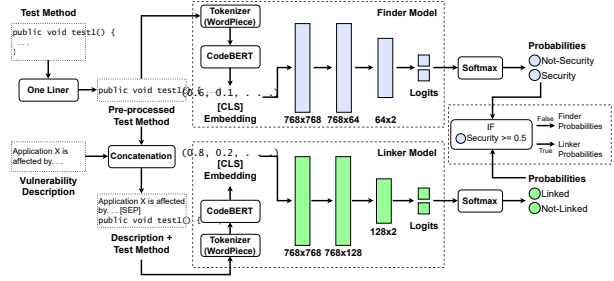 Test Method
public void test1() {
...
}
One Liner
public void test1() {
Pre-processed
Test Method
Application X is
affected by. . .
Vulnerability
Description
Concatenation
Application X is affected
by. . . [SEP]
public void test1() {
Description +
Test Method
Finder Model
Tokenizer
(WordPiece)
CodeBERT
(0.6, 0.1, . . .)
[CLS]
Embedding
768x768
768x64
64x2
Logits
Softmax
Probabilities
Not-Security
Security
IF
Security >= 0.5
False
Finder
Probabilities
True
Linker
Probabilities
Linker Model
(0.8, 0.2, . . .)
[CLS]
Embedding
CodeBERT
Tokenizer
(WordPiece)
768x768
768x128
128x2
Logits
Softmax
Probabilities
Linked
Not-Linked